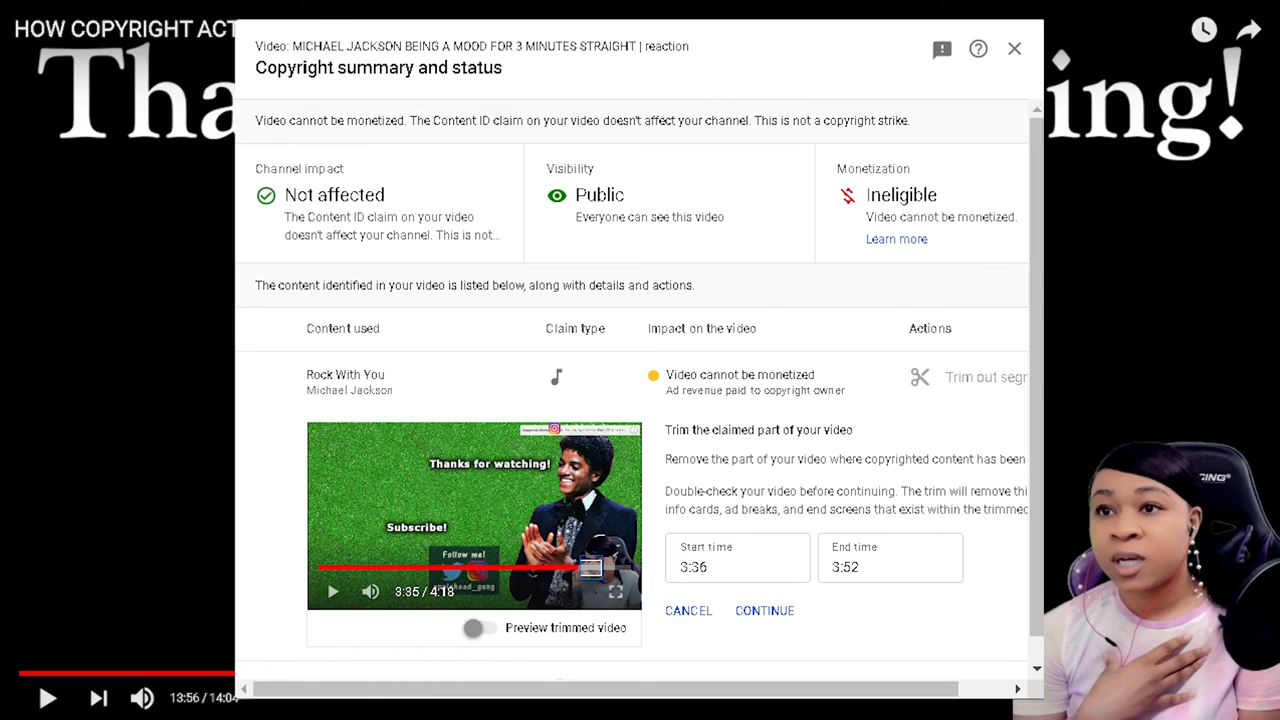 HOW COPYRIGHT ACT
Tha
ing!
Video: MICHAEL JACKSON BEING A MOOD FOR 3 MINUTES STRAIGHT | reaction
Copyright summary and status
Video cannot be monetized. The Content ID claim on your video doesn't affect your channel. This is not a copyright strike.
Channel impact
Not affected
The Content ID claim on your video
doesn't affect your channel. This is not...
Visibility
Public
Everyone can see this video
Monetization
Ineligible
Video cannot be monetized.
Learn more
The content identified in your video is listed below, along with details and actions.
Content used
Claim type
Impact on the video
Actions
Rock With You
Michael Jackson
Video cannot be monetized
Ad revenue paid to copyright owner
Trim out segr
Thanks for watching!
Subscribe!
Follow me!
3:35 / 4:18
Preview trimmed video
Trim the claimed part of your video
Remove the part of your video where copyrighted content has been
Double-check your video before continuing. The trim will remove thi
info cards, ad breaks, and end screens that exist within the trimmed
Start time
3:36
End time
3:52
CANCEL
CONTINUE
13:56 / 14:04
CING